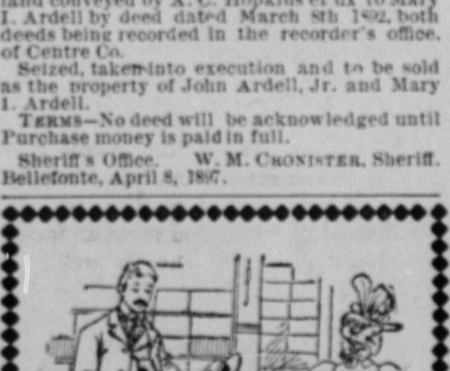 land conveyed by A. C. Hopkins et ux to Mary
I. Ardell by deed dated March 8th 1892, both
deeds being recorded in the recorder's office,
of Centre Co.
Seized, taken into execution and to be sold
as the property of John Ardell, Jr. and Mary
I. Ardell.
TERMS—No deed will be acknowledged until
Purchase money is paid in full.
Sheriff's Office. W. M. CRONISTER, Sheriff.
Bellefonte, April 8, 1897.